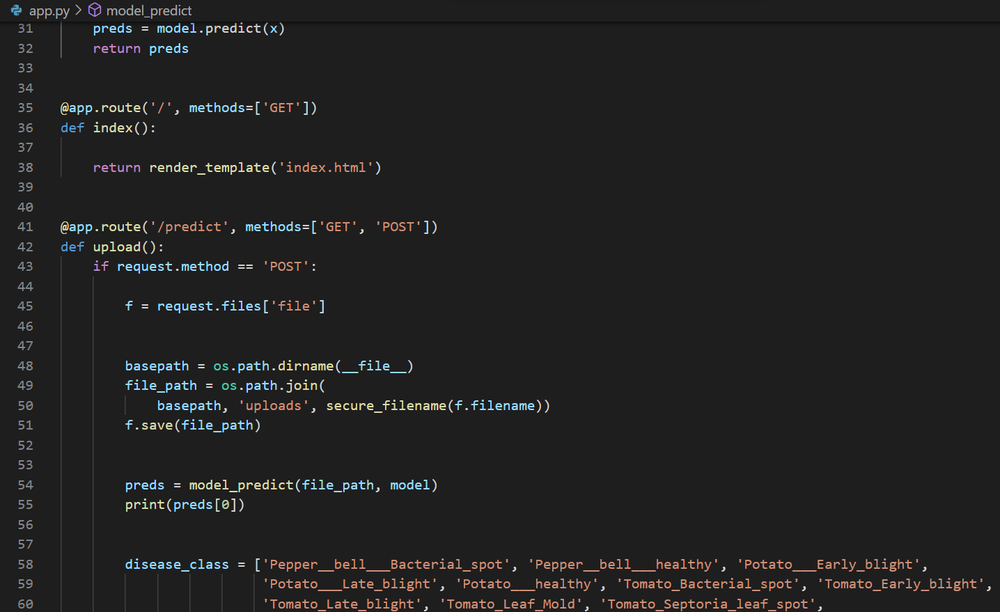 app.py > model_predict
31 preds = model.predict(x)
32 return preds
33
34
35 @app.route('/', methods=['GET'])
36 def index():
37
38 return render_template('index.html')
39
40
41 @app.route('/predict', methods=['GET', 'POST'])
42 def upload():
43 if request.method == 'POST':
44
45 f = request.files['file']
46
47
48 basepath = os.path.dirname(__file__)
49 file_path = os.path.join(
50 basepath, 'uploads', secure_filename(f.filename))
51 f.save(file_path)
52
53
54 preds = model_predict(file_path, model)
55 print(preds[0])
56
57
58 disease_class = ['Pepper__bell___Bacterial_spot', 'Pepper__bell___healthy', 'Potato___Early_blight',
59 'Potato___Late_blight', 'Potato___healthy', 'Tomato_Bacterial_spot', 'Tomato_Early_blight',
60 'Tomato_Late_blight', 'Tomato_Leaf_Mold', 'Tomato_Septoria_leaf_spot',